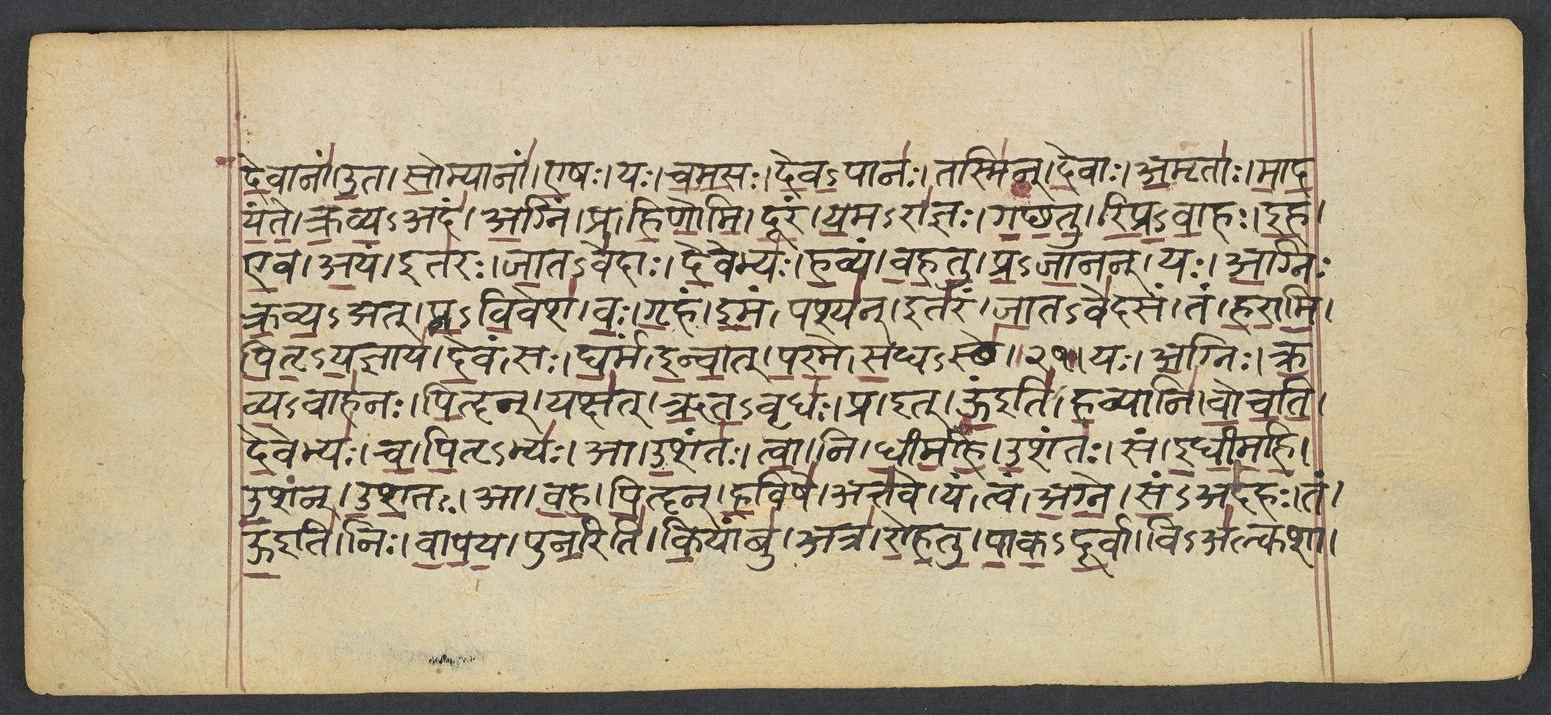 देवानां।उत।सोम्यानां।एषः।यः।चमसः।देवऽपानः।तस्मिन्।देवाः।अमृताः।माद
यंते।क्रव्यऽअदं।अग्निं।प्र।हिणोमि।दूरं।यमऽराज्ञः।गच्छतु।रिप्रऽवाहः।इह।
एव।अयं।इतरः।जातऽवेदाः।देवेभ्यः।हव्यं।वहतु।प्रऽजानन्।यः।अग्निः
क्रव्यऽअत्।प्रऽविवेश।वः।गृहं।इमं।पश्यन्।इतरं।जातऽवेदसं।तं।हरामि।
पितृऽयज्ञाय।देवं।सः।घर्मं।इन्वात्।परमे।सधऽस्थे।।२१।यः।अग्निः।क्र
व्यऽवाहनः।पितॄन्।यक्षत्।ऋतऽवृधः।प्र।इत्।ऊंइति।हव्यानि।वोचति।
देवेभ्यः।च।पितृऽभ्यः।आ।उशंतः।त्वा।नि।धीमहि।उशंतः।सं।इधीमहि।
उशन्।उशतः।आ।वह।पितॄन्।हविषे।अत्तवे।यं।त्वं।अग्ने।संऽअदहः।तं।
ऊंइति।निः।वापय।पुनरिति।कियांबु।अत्र।रोहतु।पाकऽदूर्वा।विऽअल्कशा।